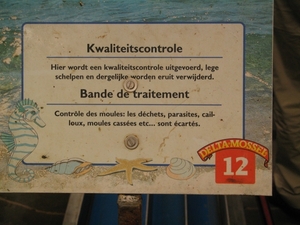 Kwaliteitscontrole
Hier wordt een kwaliteitscontrole uitgevoerd, lege
schelpen en dergelijke worden eruit verwijderd.
Bande de traitement
Contrôle des moules: les déchets, parasites, cail-
loux, moules cassées etc... sont écartés.
DELTA-MOSSEL
12